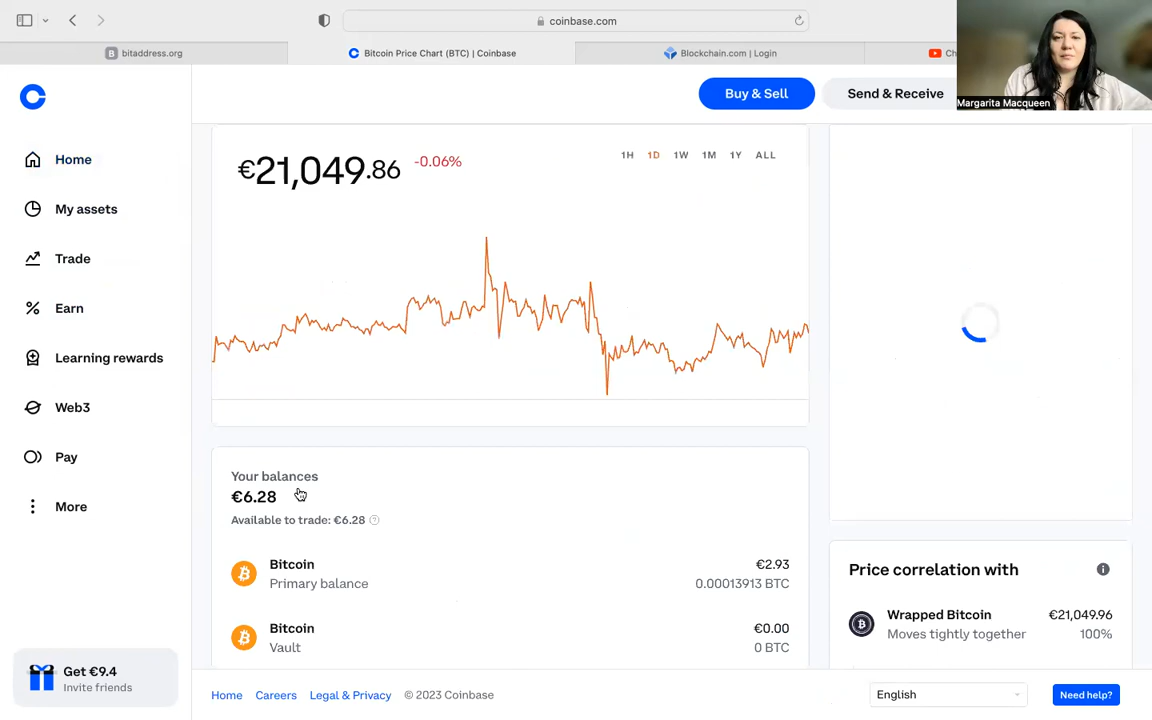 coinbase.com
bitaddress.org
Bitcoin Price Chart (BTC) | Coinbase
Blockchain.com | Login
Margarita Macqueen
Buy & Sell
Send & Receive
Home
My assets
Trade
Earn
Learning rewards
Web3
Pay
More
Get €9.4
Invite friends
€21,049.86 -0.06%
1H 1D 1W 1M 1Y ALL
Your balances
€6.28
Available to trade: €6.28
Bitcoin €2.93
Primary balance 0.00013913 BTC
Bitcoin €0.00
Vault 0 BTC
Price correlation with
Wrapped Bitcoin €21,049.96
Moves tightly together 100%
Home Careers Legal & Privacy © 2023 Coinbase
English
Need help?